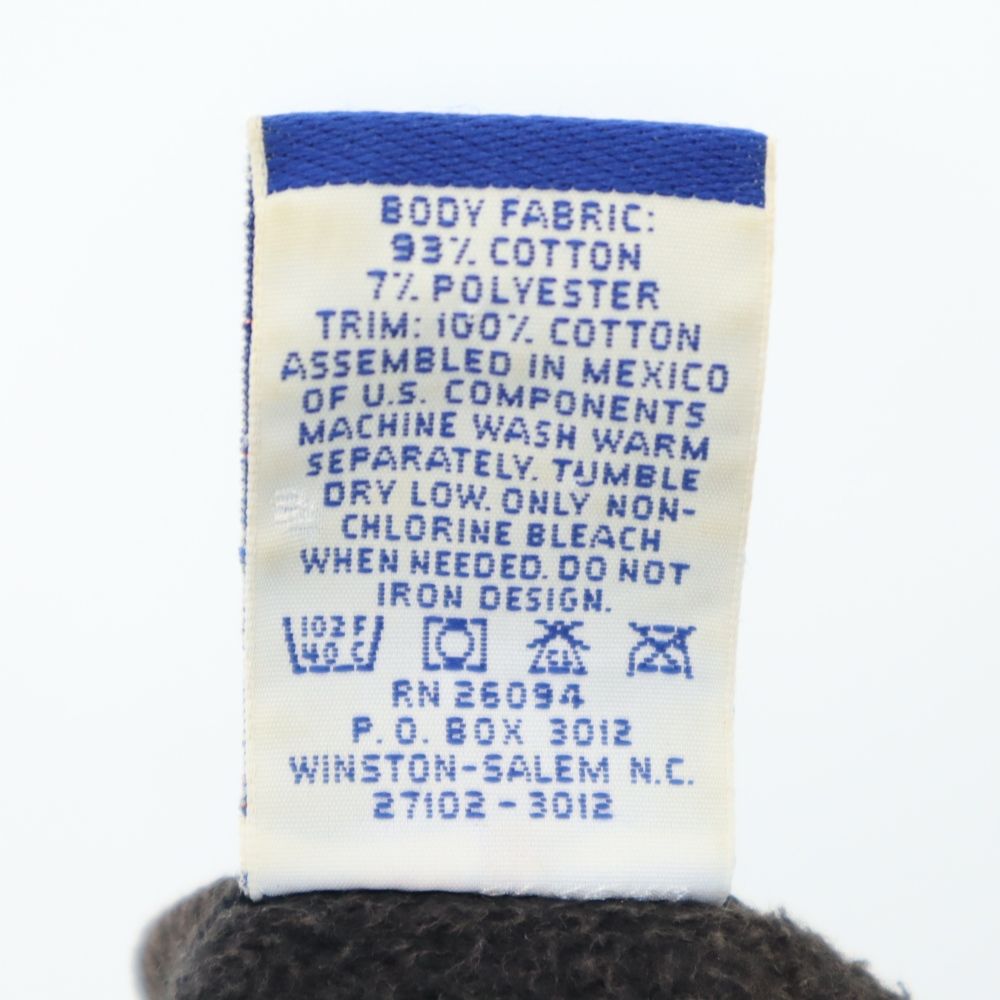 BODY FABRIC:
93% COTTON
7% POLYESTER
TRIM: 100% COTTON
ASSEMBLED IN MEXICO
OF U.S. COMPONENTS
MACHINE WASH WARM
SEPARATELY. TUMBLE
DRY LOW. ONLY NON-
CHLORINE BLEACH
WHEN NEEDED. DO NOT
IRON DESIGN.
102 F
40 C
CL
RN 26094
P.O. BOX 3012
WINSTON-SALEM N.C.
27102-3012